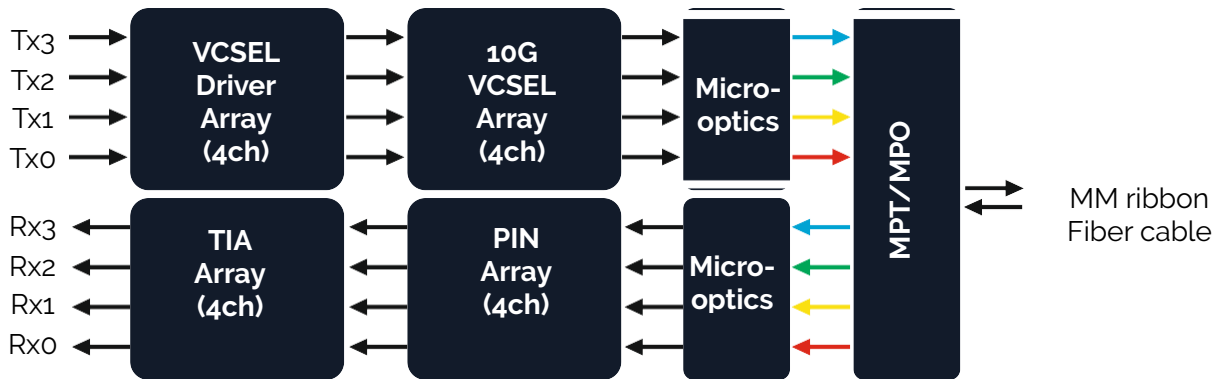 Tx3
Tx2
Tx1
Tx0
VCSEL
Driver
Array
(4ch)
10G
VCSEL
Array
(4ch)
Micro-
optics
MPT/MPO
MM ribbon
Fiber cable
Rx3
Rx2
Rx1
Rx0
TIA
Array
(4ch)
PIN
Array
(4ch)
Micro-
optics